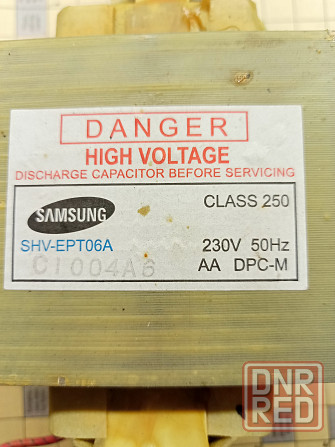 DANGER
HIGH VOLTAGE
DISCHARGE CAPACITOR BEFORE SERVICING
SAMSUNG
CLASS 250
SHV-EPT06A
230V 50Hz
C1004A6
AA DPC-M
DNR
RED